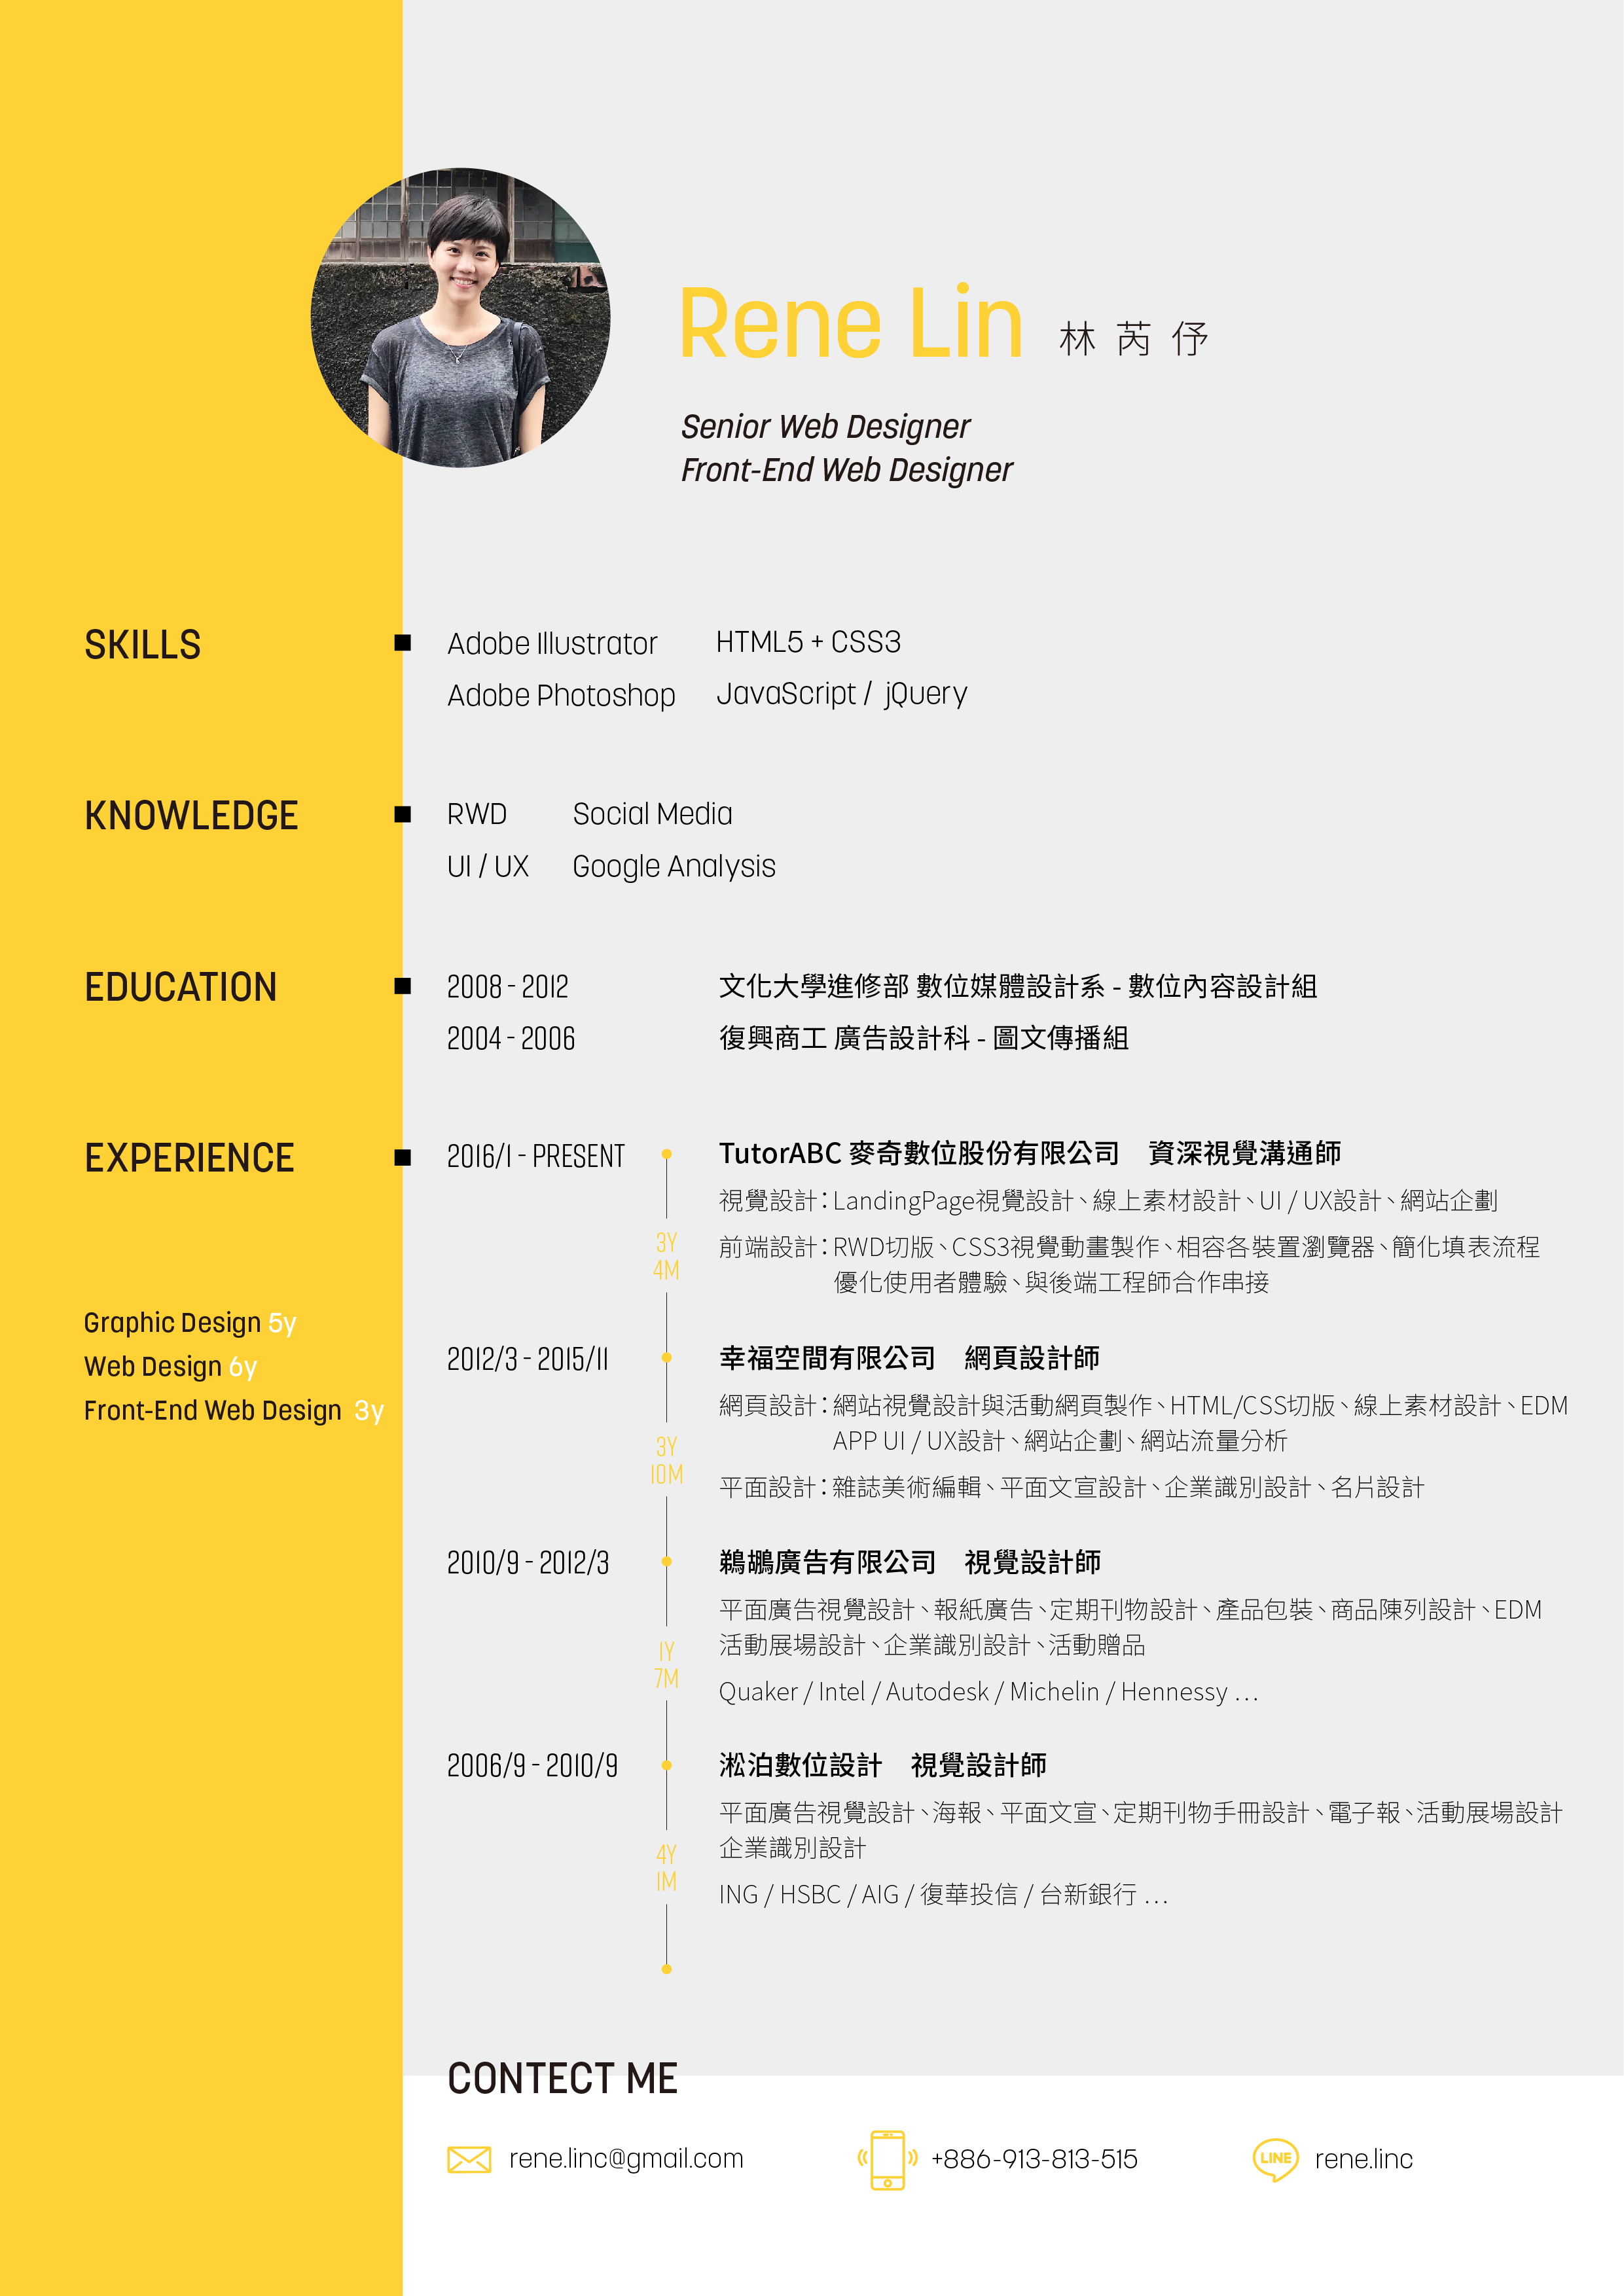 Rene Lin 林芮伃
Senior Web Designer
Front-End Web Designer
SKILLS
Adobe Illustrator HTML5 + CSS3
Adobe Photoshop JavaScript / jQuery
KNOWLEDGE
RWD Social Media
UI / UX Google Analysis
EDUCATION
2008 - 2012 文化大學進修部 數位媒體設計系 - 數位內容設計組
2004 - 2006 復興商工 廣告設計科 - 圖文傳播組
EXPERIENCE
Graphic Design 5y
Web Design 6y
Front-End Web Design 3y
2016/1 - PRESENT TutorABC 麥奇數位股份有限公司 資深視覺溝通師
視覺設計：LandingPage視覺設計、線上素材設計、UI / UX設計、網站企劃
3Y
4M
前端設計：RWD切版、CSS3視覺動畫製作、相容各裝置瀏覽器、簡化填表流程
優化使用者體驗、與後端工程師合作串接
2012/3 - 2015/11 幸福空間有限公司 網頁設計師
網頁設計：網站視覺設計與活動網頁製作、HTML/CSS切版、線上素材設計、EDM
APP UI / UX設計、網站企劃、網站流量分析
3Y
10M
平面設計：雜誌美術編輯、平面文宣設計、企業識別設計、名片設計
2010/9 - 2012/3 鵜鶘廣告有限公司 視覺設計師
平面廣告視覺設計、報紙廣告、定期刊物設計、產品包裝、商品陳列設計、EDM
活動展場設計、企業識別設計、活動贈品
1Y
7M
Quaker / Intel / Autodesk / Michelin / Hennessy ...
2006/9 - 2010/9 淞泊數位設計 視覺設計師
平面廣告視覺設計、海報、平面文宣、定期刊物手冊設計、電子報、活動展場設計
企業識別設計
4Y
1M
ING / HSBC / AIG / 復華投信 / 台新銀行 ...
CONTECT ME
rene.linc@gmail.com +886-913-813-515 LINE rene.linc